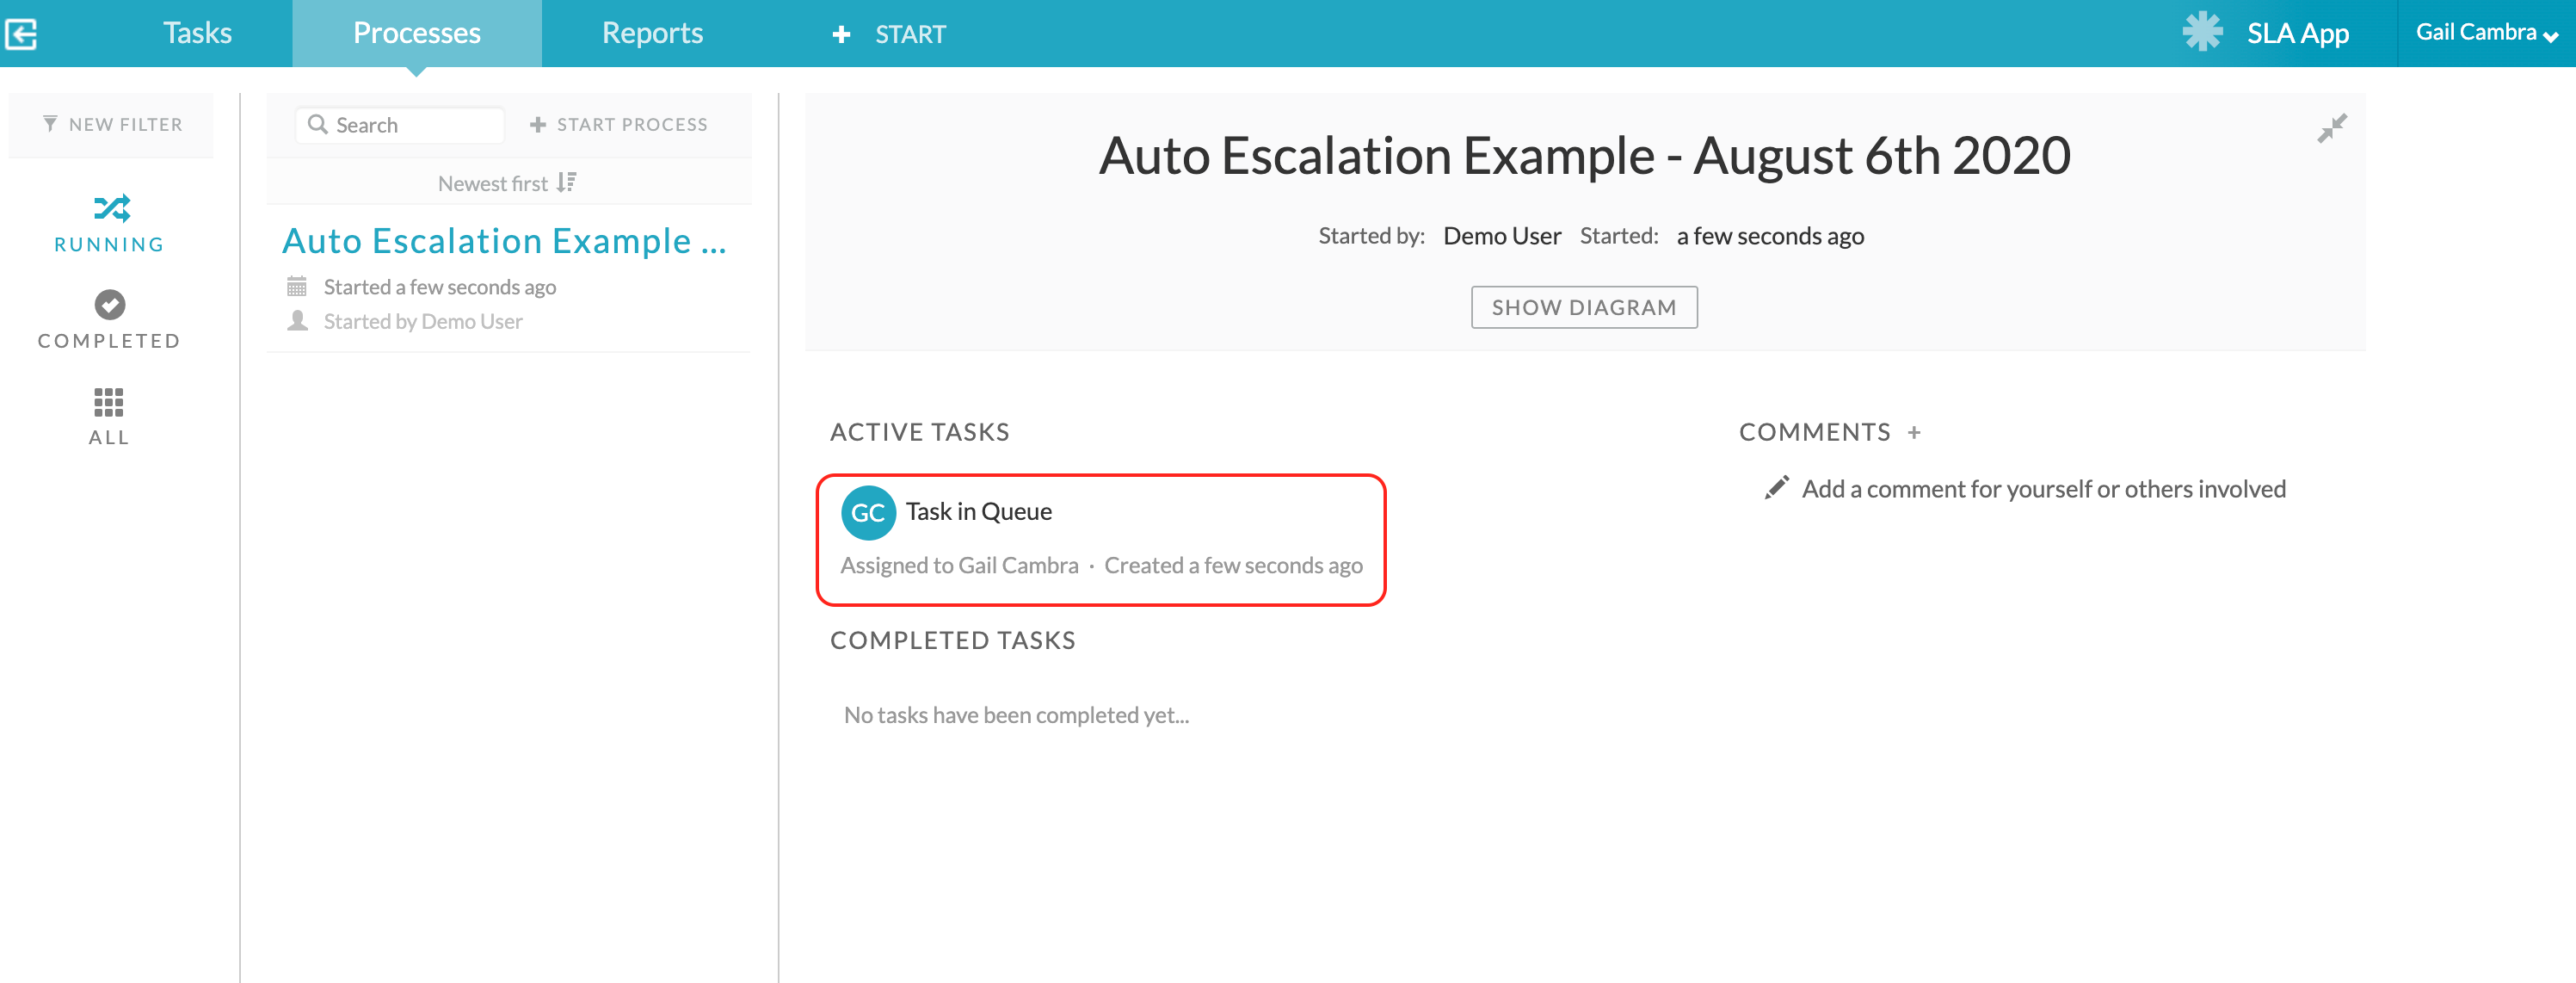 Tasks
Processes
Reports
START
SLA App
Gail Cambra
NEW FILTER
RUNNING
COMPLETED
ALL
Search
START PROCESS
Newest first
Auto Escalation Example ...
Started a few seconds ago
Started by Demo User
Auto Escalation Example - August 6th 2020
Started by: Demo User Started: a few seconds ago
SHOW DIAGRAM
ACTIVE TASKS
GC Task in Queue
Assigned to Gail Cambra · Created a few seconds ago
COMPLETED TASKS
No tasks have been completed yet...
COMMENTS +
Add a comment for yourself or others involved